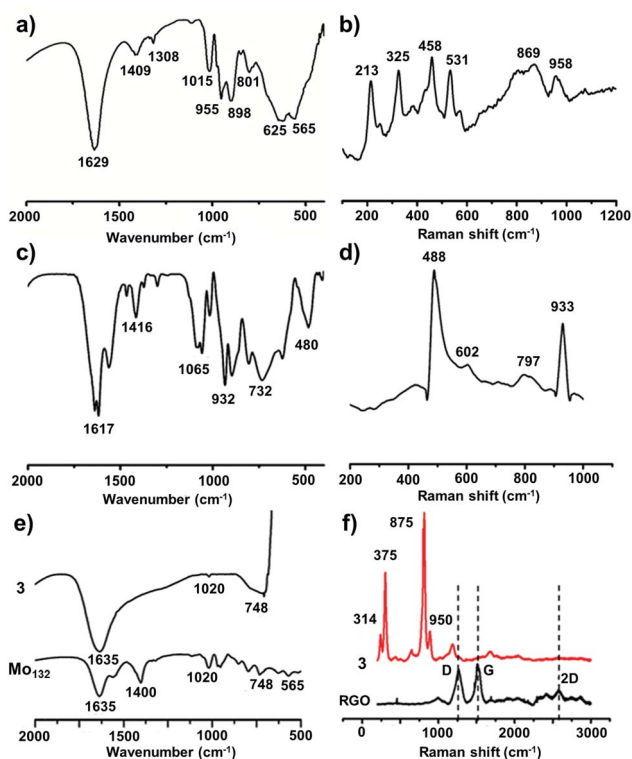 a)
1409
1308
1015
955
898
801
625
565
1629
2000 1500 1000 500
Wavenumber (cm⁻¹)
b)
213
325
458
531
869
958
200 400 600 800 1000 1200
Raman shift (cm⁻¹)
c)
1416
1617
1065
932
732
480
2000 1500 1000 500
Wavenumber (cm⁻¹)
d)
488
602
797
933
200 400 600 800 1000
Raman shift (cm⁻¹)
e)
3
1635
1020
748
Mo₁₃₂
1635
1400
1020
748
565
2000 1500 1000 500
Wavenumber (cm⁻¹)
f)
875
375
314
950
3
D
G
2D
RGO
0 1000 2000 3000
Raman shift (cm⁻¹)